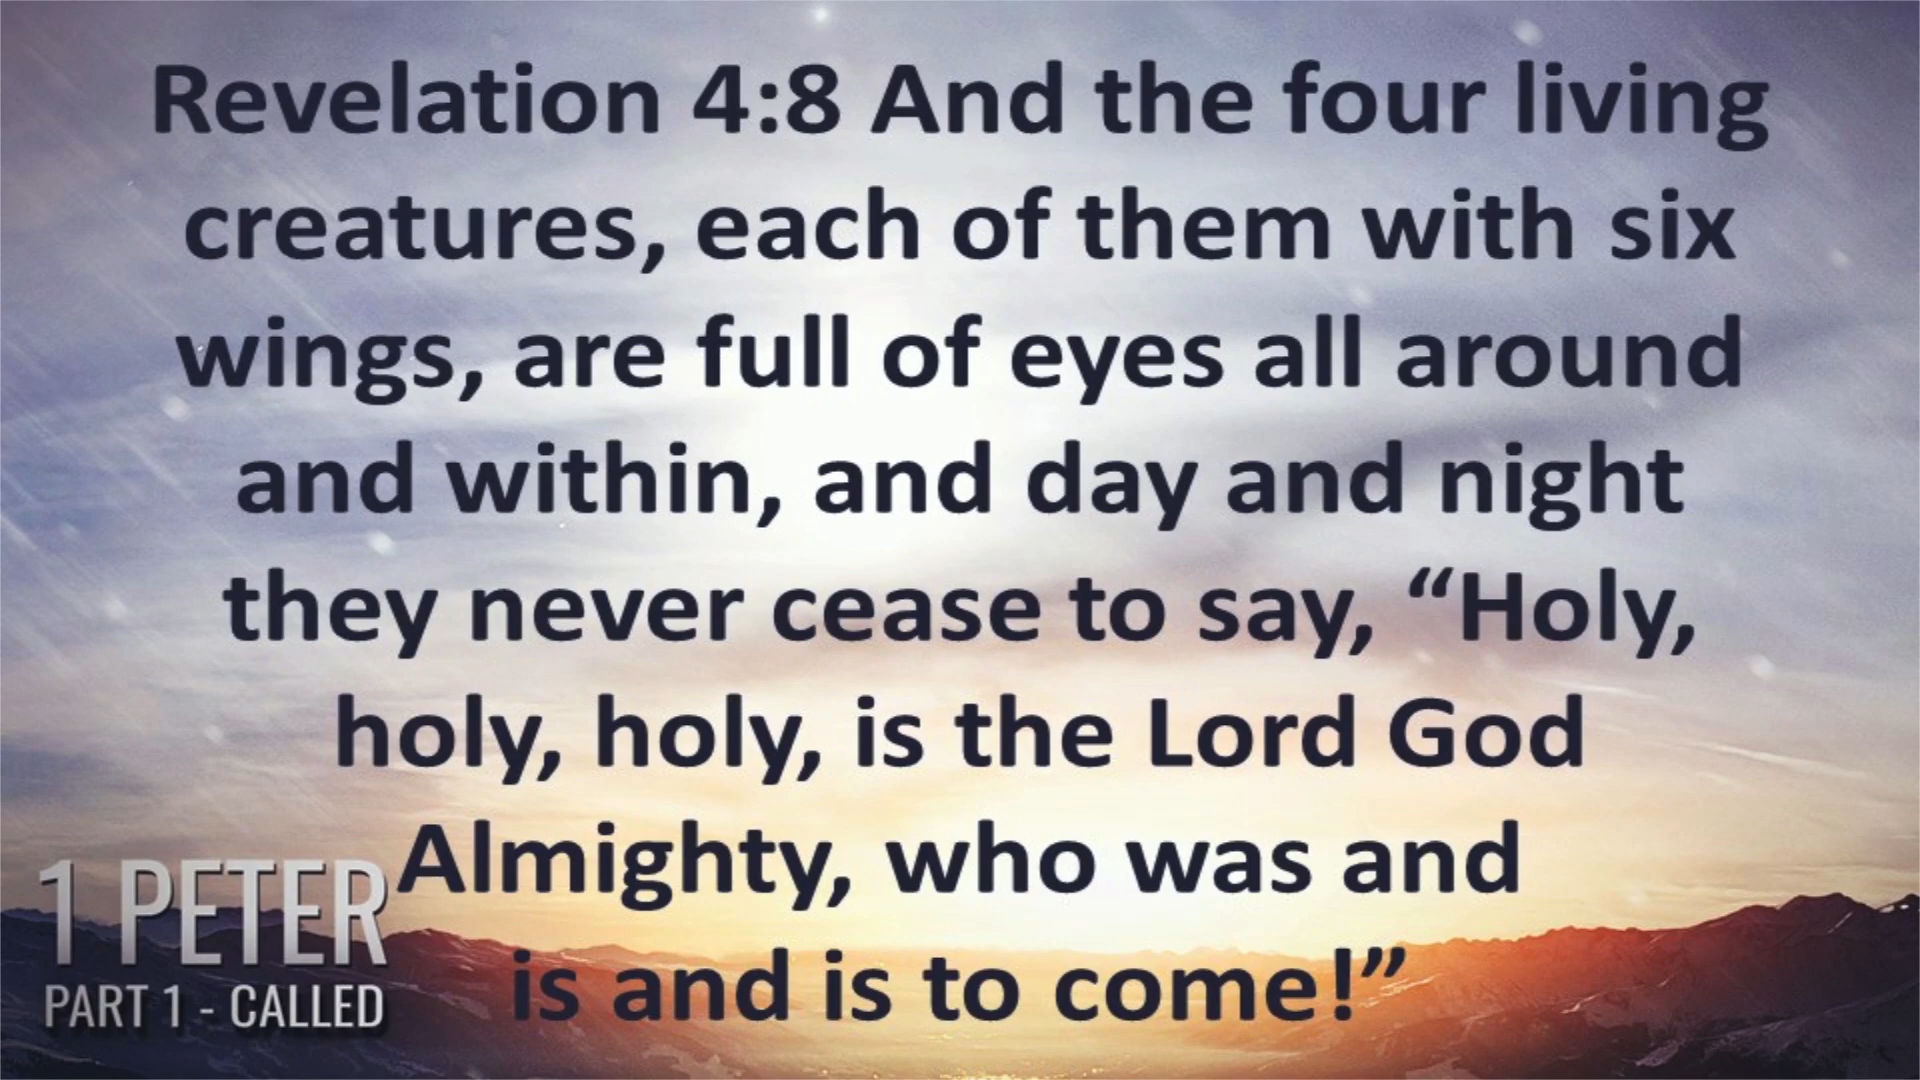 Revelation 4:8 And the four living
creatures, each of them with six
wings, are full of eyes all around
and within, and day and night
they never cease to say, “Holy,
holy, holy, is the Lord God
Almighty, who was and
is and is to come!”
1 PETER
PART 1 - CALLED